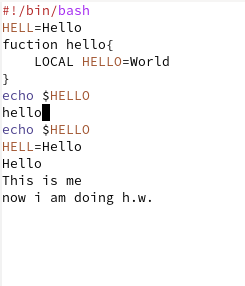 #!/bin/bash
HELL=Hello
fuction hello{
    LOCAL HELLO=World
}
echo $HELLO
hello
echo $HELLO
HELL=Hello
Hello
This is me
now i am doing h.w.